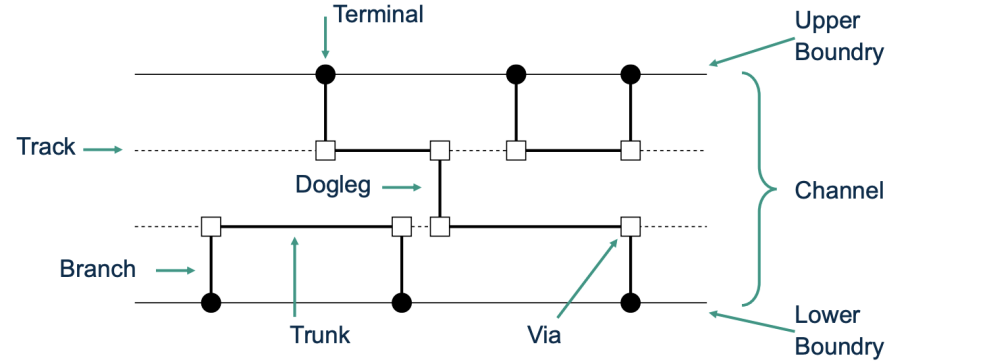 Terminal
Upper
Boundry
Track
Dogleg
Channel
Branch
Trunk
Via
Lower
Boundry